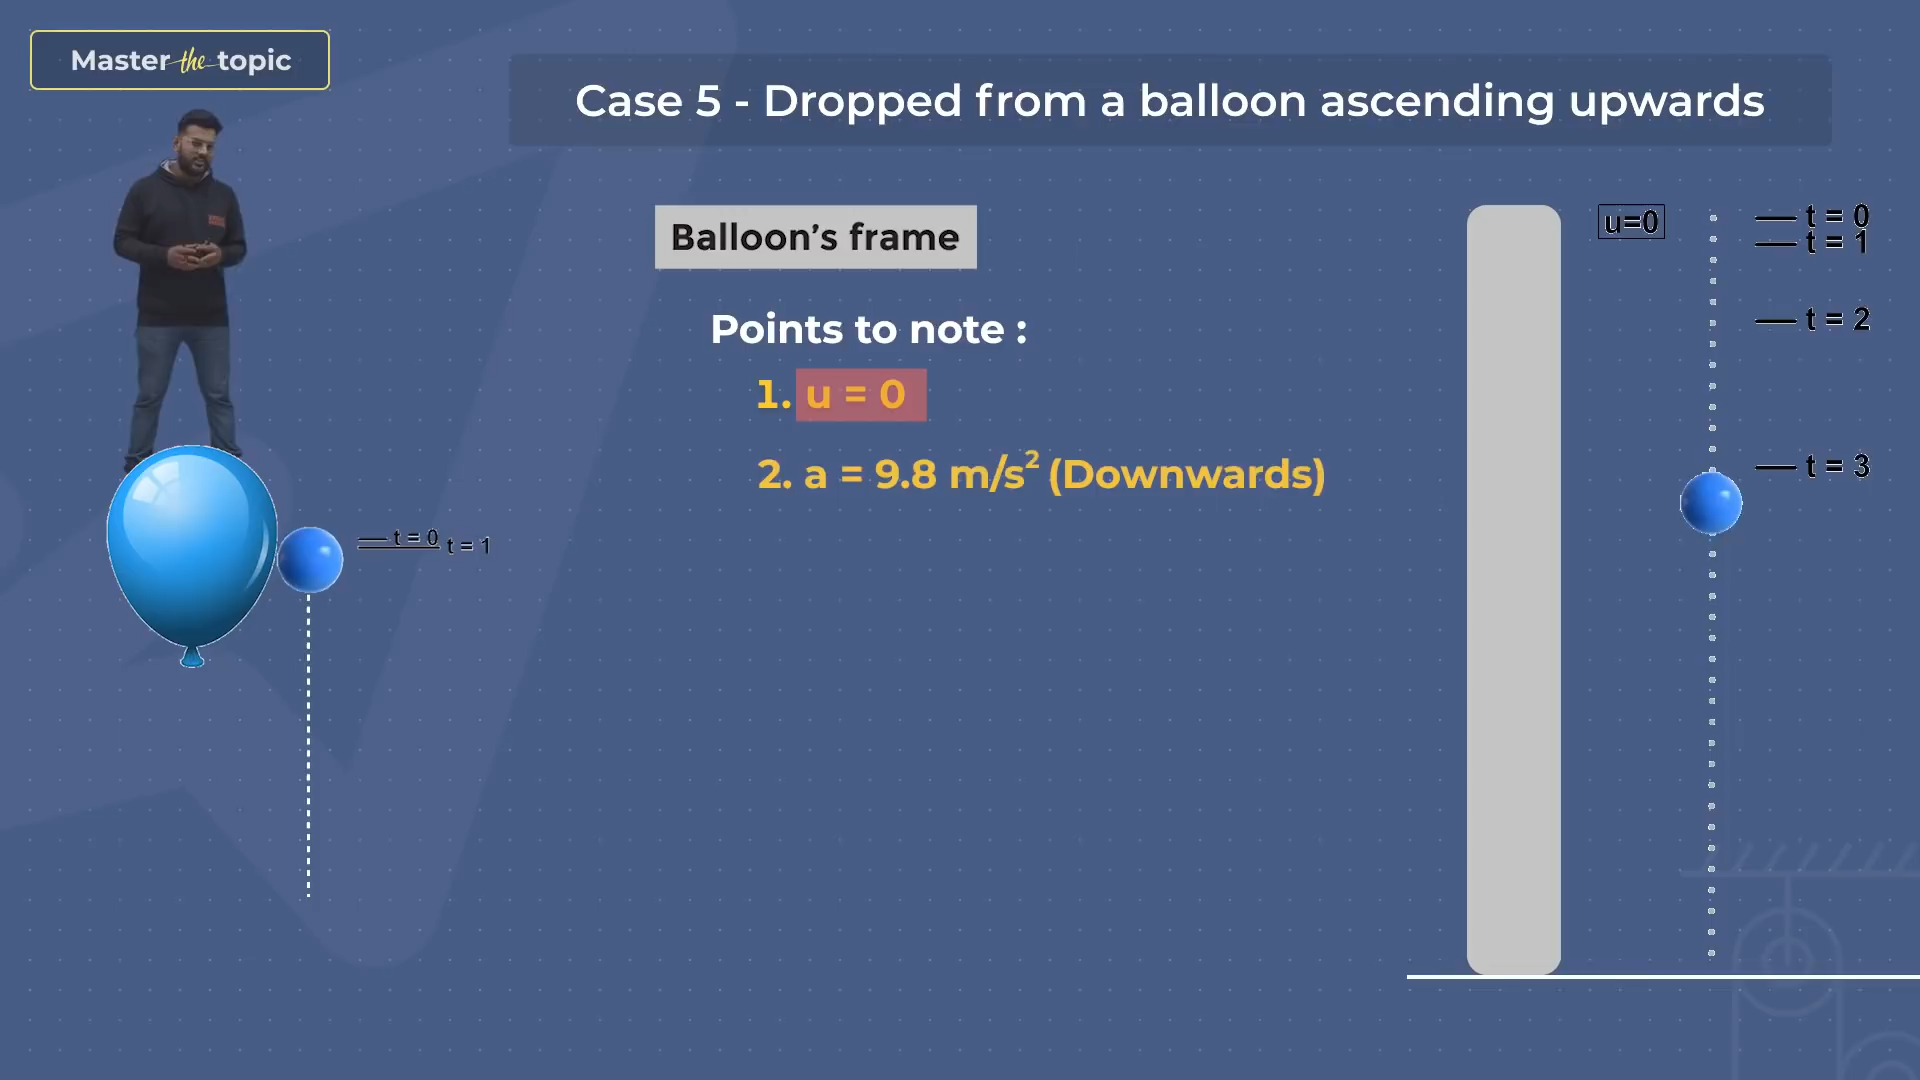 Master the topic
Case 5 - Dropped from a balloon ascending upwards
Balloon's frame
Points to note :
1. u = 0
2. a = 9.8 m/s² (Downwards)
t = 0
t = 1
u=0
t = 0
t = 1
t = 2
t = 3